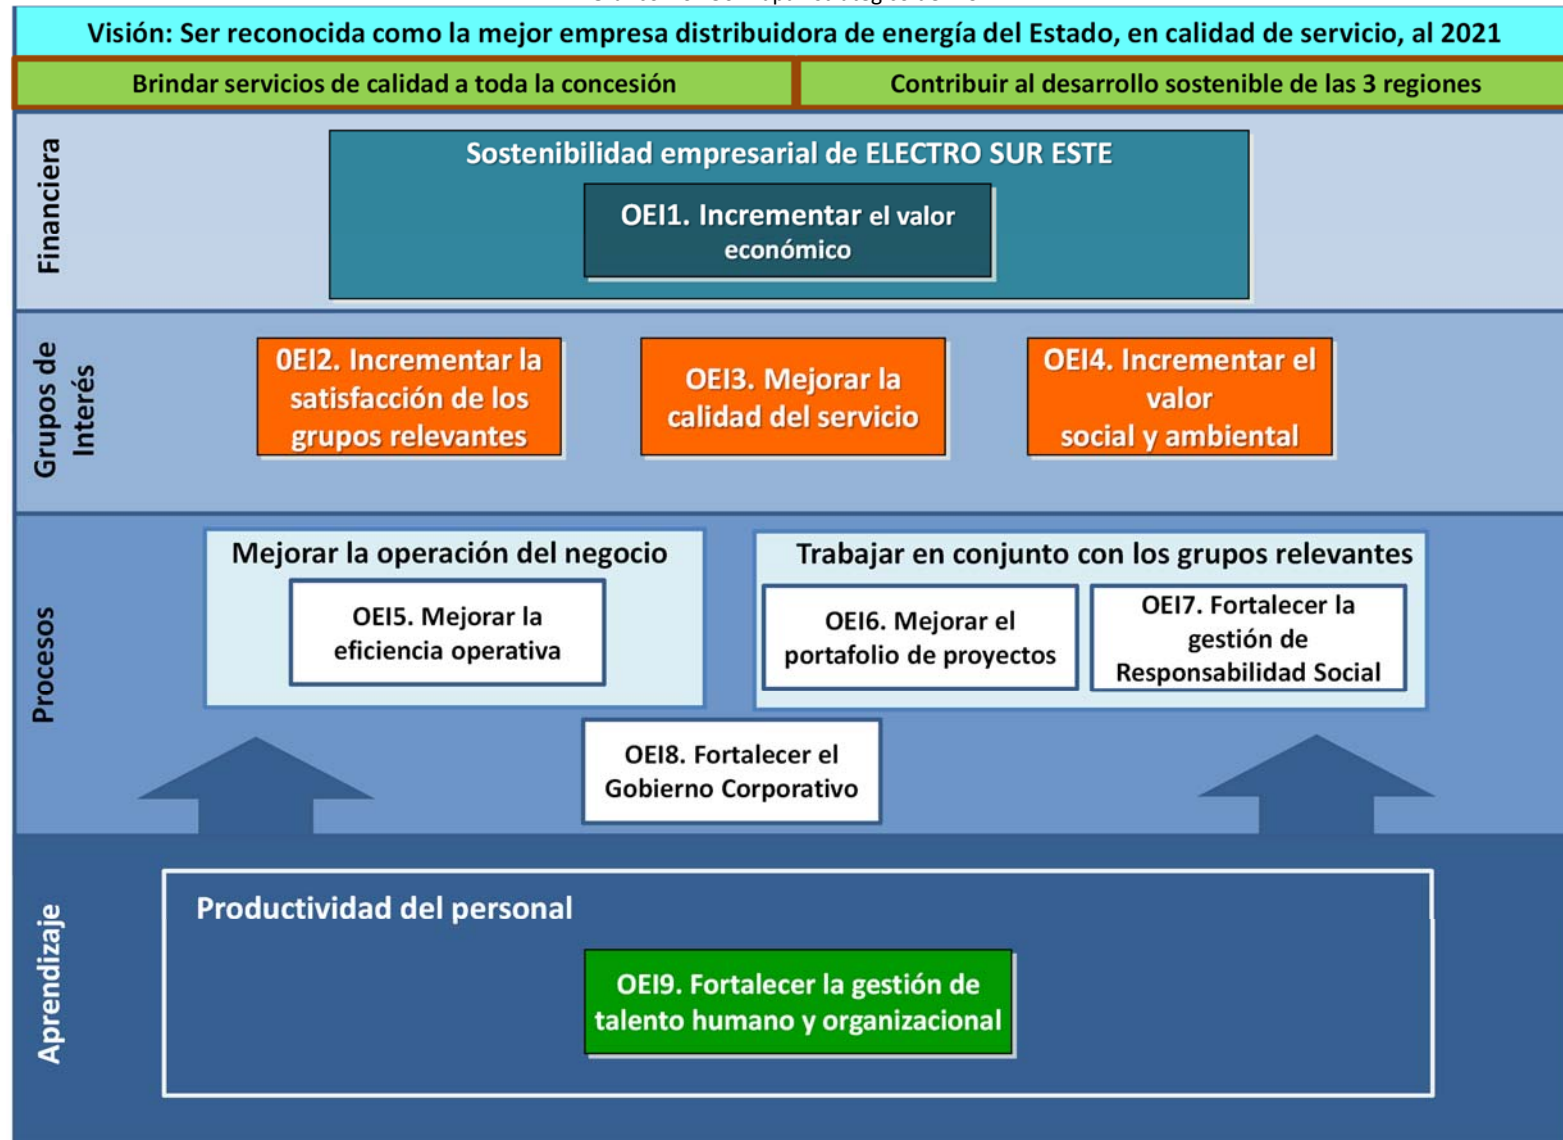 Visión: Ser reconocida como la mejor empresa distribuidora de energía del Estado, en calidad de servicio, al 2021
Brindar servicios de calidad a toda la concesión
Contribuir al desarrollo sostenible de las 3 regiones
Financiera
Sostenibilidad empresarial de ELECTRO SUR ESTE
OEI1. Incrementar el valor
económico
Grupos de
Interés
0EI2. Incrementar la
satisfacción de los
grupos relevantes
OEI3. Mejorar la
calidad del servicio
OEI4. Incrementar el
valor
social y ambiental
Procesos
Mejorar la operación del negocio
OEI5. Mejorar la
eficiencia operativa
Trabajar en conjunto con los grupos relevantes
OEI6. Mejorar el
portafolio de proyectos
OEI7. Fortalecer la
gestión de
Responsabilidad Social
OEI8. Fortalecer el
Gobierno Corporativo
Aprendizaje
Productividad del personal
OEI9. Fortalecer la gestión de
talento humano y organizacional